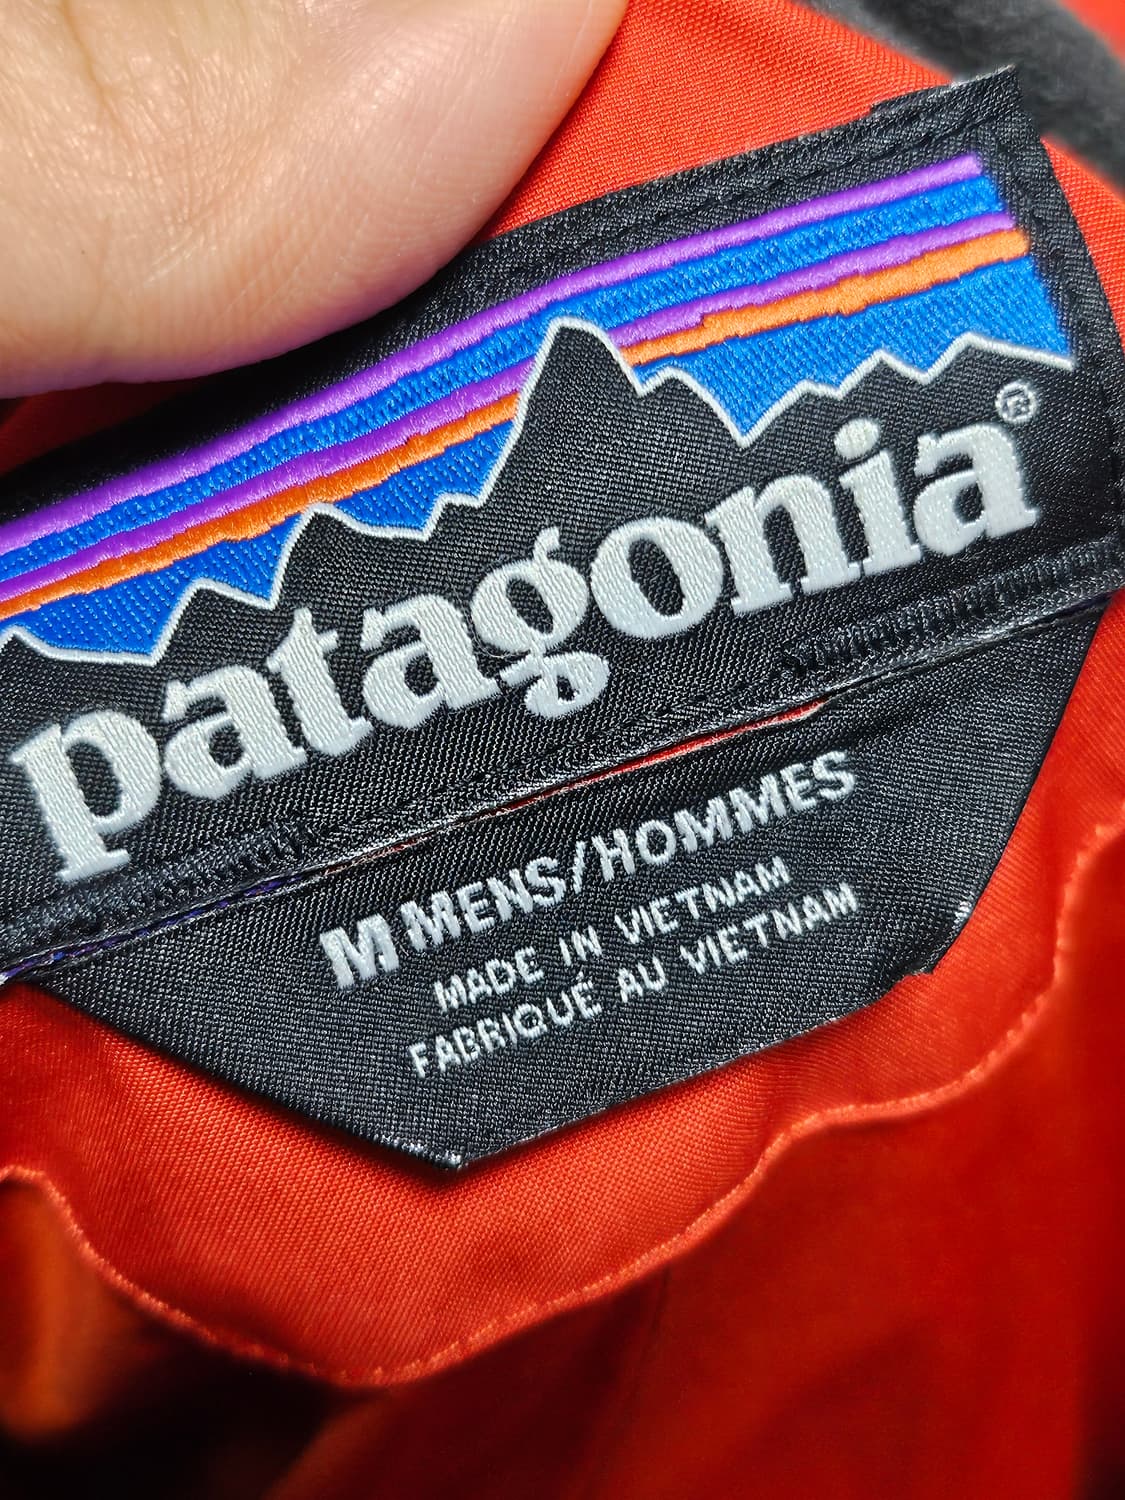 patagonia®
M MENS/HOMMES
MADE IN VIETNAM
FABRIQUÉ AU VIETNAM